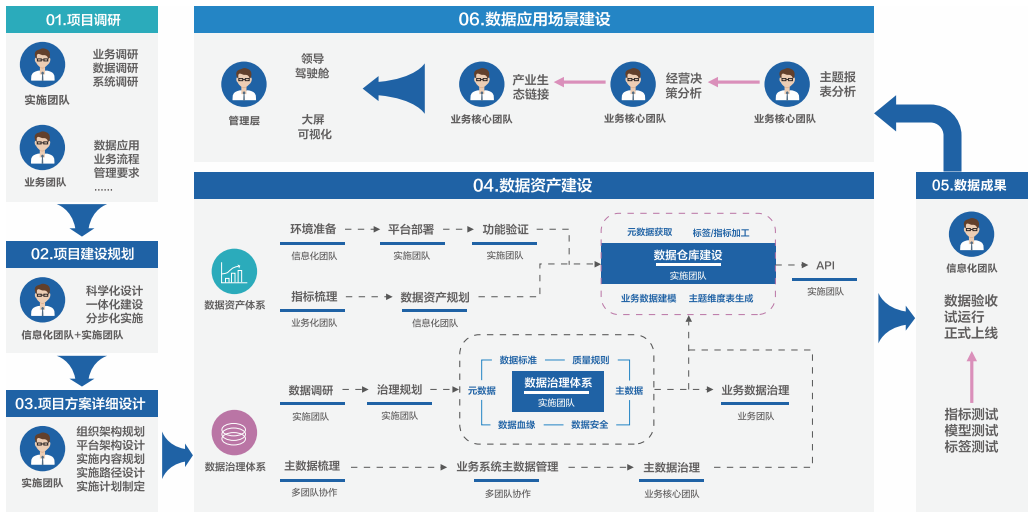 01.项目调研
业务调研
数据调研
系统调研
实施团队
数据应用
业务流程
管理要求
......
业务团队
02.项目建设规划
科学化设计
一体化建设
分步化实施
信息化团队+实施团队
03.项目方案详细设计
组织架构规划
平台架构设计
实施内容规划
实施路径设计
实施计划制定
实施团队
04.数据资产建设
数据资产体系
环境准备
信息化团队
平台部署
实施团队
功能验证
实施团队
指标梳理
业务化团队
数据资产规划
信息化团队
元数据获取
标签/指标加工
数据仓库建设
实施团队
业务数据建模
主题维度表生成
API
实施团队
数据治理体系
数据调研
实施团队
治理规划
实施团队
数据标准
质量规则
元数据
数据治理体系
实施团队
主数据
数据血缘
数据安全
业务数据治理
业务团队
主数据梳理
多团队协作
业务系统主数据管理
多团队协作
主数据治理
业务核心团队
05.数据成果
信息化团队
数据验收
试运行
正式上线
指标测试
模型测试
标签测试
06.数据应用场景建设
管理层
领导
驾驶舱
大屏
可视化
业务核心团队
产业生
态链接
业务核心团队
经营决
策分析
业务核心团队
主题报
表分析